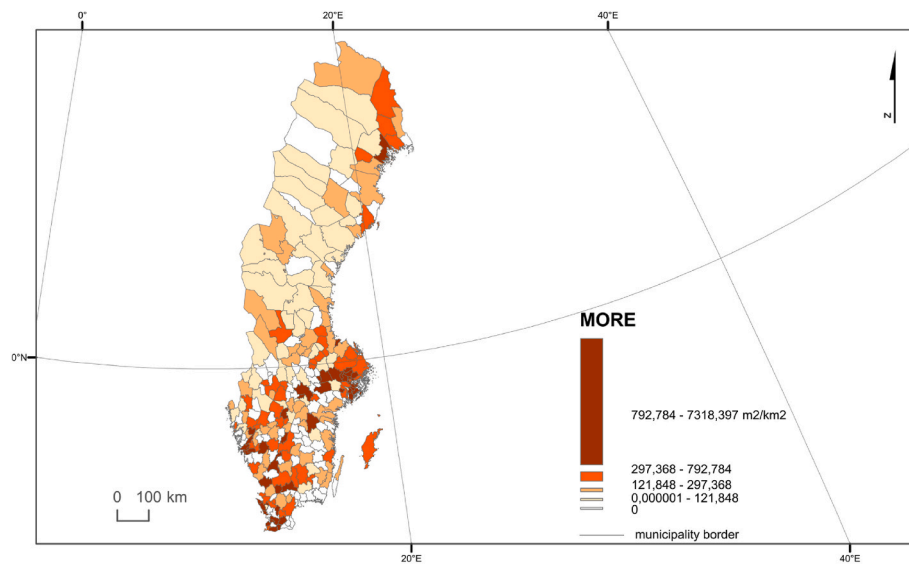 0° 20°E 40°E
z
0°N
MORE
792,784 - 7318,397 m2/km2
297,368 - 792,784
121,848 - 297,368
0,000001 - 121,848
0
municipality border
0 100 km
20°E 40°E